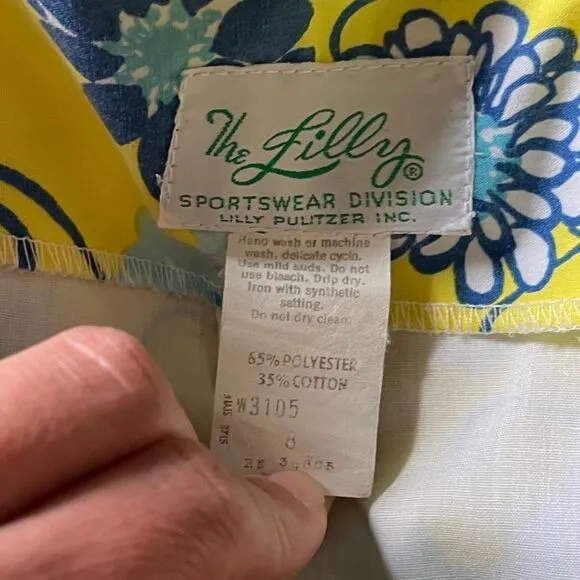 The Lilly®
SPORTSWEAR DIVISION
LILLY PULITZER INC.
Hand wash or machine
wash, delicate cycle.
Use mild suds. Do not
use bleach. Drip dry.
Iron with synthetic
setting.
Do not dry clean.
65% POLYESTER
35% COTTON
W3105
8